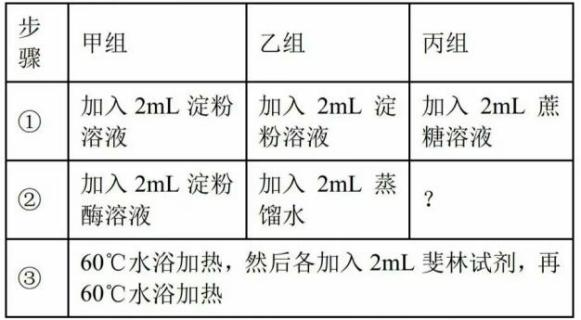 步骤 甲组 乙组 丙组
① 加入 2mL 淀粉溶液 加入 2mL 淀粉溶液 加入 2mL 蔗糖溶液
② 加入 2mL 淀粉酶溶液 加入 2mL 蒸馏水 ?
③ 60℃水浴加热，然后各加入 2mL 斐林试剂，再
60℃水浴加热